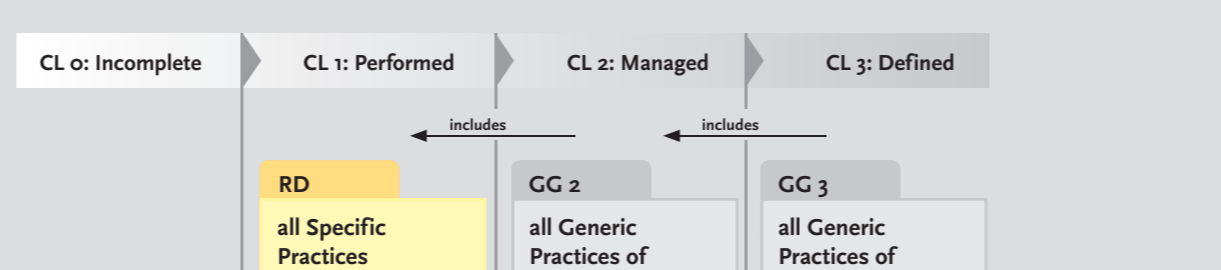 CL 0: Incomplete
CL 1: Performed
CL 2: Managed
CL 3: Defined
includes
includes
RD
GG 2
GG 3
all Specific
Practices
all Generic
Practices of
all Generic
Practices of